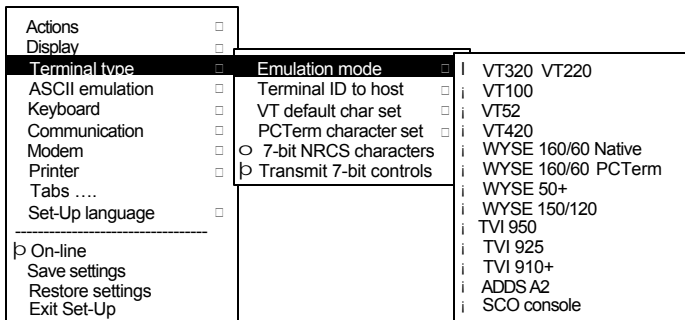 Actions □
Display □
Terminal type □
ASCII emulation □
Keyboard □
Communication □
Modem □
Printer □
Tabs ….
Set-Up language □
----------------------------------
þ On-line
Save settings
Restore settings
Exit Set-Up
Emulation mode □
Terminal ID to host □
VT default char set □
PCTerm character set □
o 7-bit NRCS characters
þ Transmit 7-bit controls
l VT320 VT220
¡ VT100
¡ VT52
¡ VT420
¡ WYSE 160/60 Native
¡ WYSE 160/60 PCTerm
¡ WYSE 50+
¡ WYSE 150/120
¡ TVI 950
¡ TVI 925
¡ TVI 910+
¡ ADDS A2
¡ SCO console